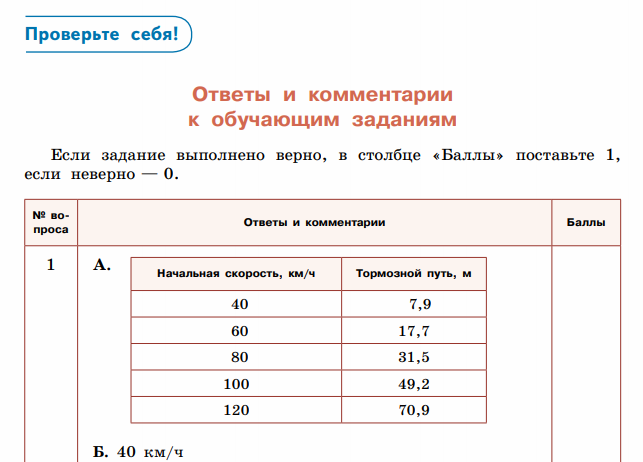 Проверьте себя!
Ответы и комментарии
к обучающим заданиям
Если задание выполнено верно, в столбце «Баллы» поставьте 1,
если неверно — 0.
№ во-
проса
Ответы и комментарии
Баллы
1
А.
Начальная скорость, км/ч
Тормозной путь, м
40
7,9
60
17,7
80
31,5
100
49,2
120
70,9
Б. 40 км/ч